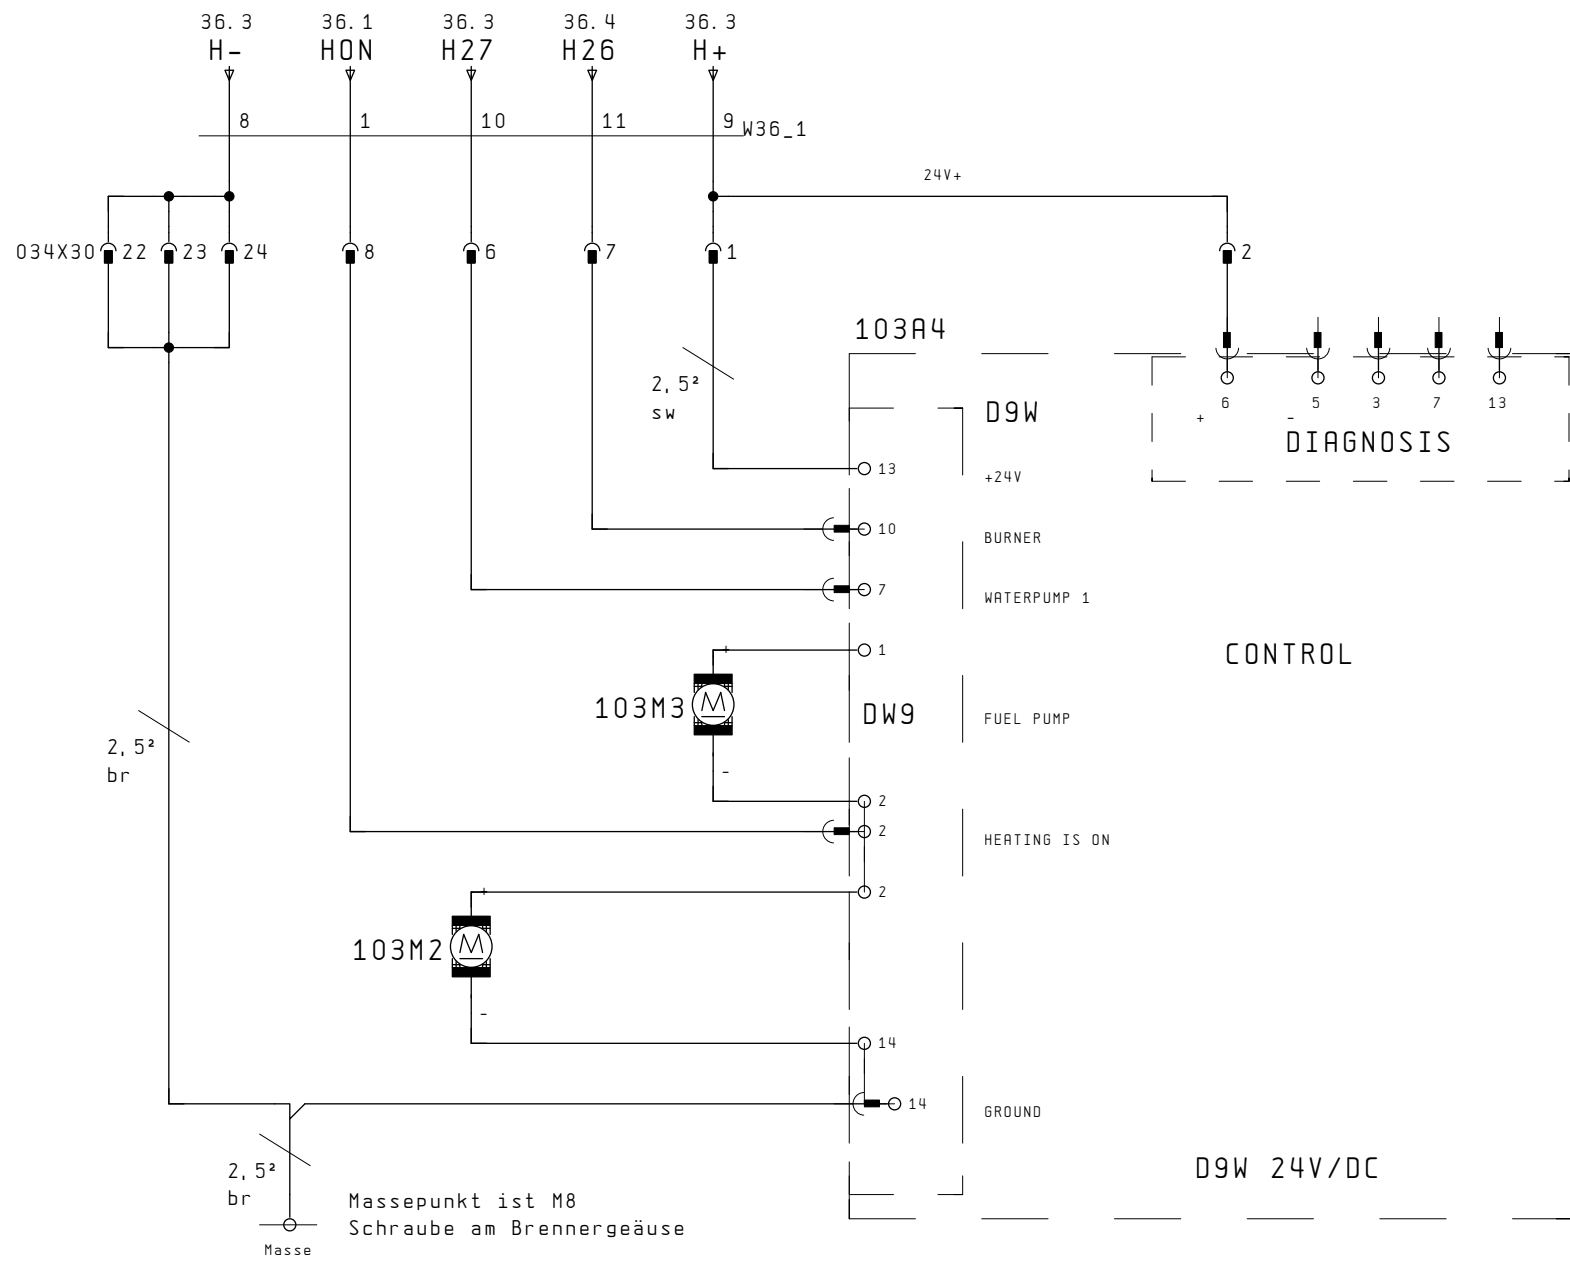 36.3 36.1 36.3 36.4 36.3
H- HON H27 H26 H+
8 1 10 11 9 W36_1
24V+
034X30 22 23 24 8 6 7 1 2
103A4
2,5²
sw
D9W
6 5 3 7 13
+ -
DIAGNOSIS
13
+24V
10
BURNER
7
WATERPUMP 1
+ 1
CONTROL
103M3 M DW9 FUEL PUMP
2,5²
br
-
2
2
HEATING IS ON
+ 2
103M2 M
-
14
14
GROUND
2,5²
br
D9W 24V/DC
Massepunkt ist M8
Schraube am Brennergeäuse
Masse